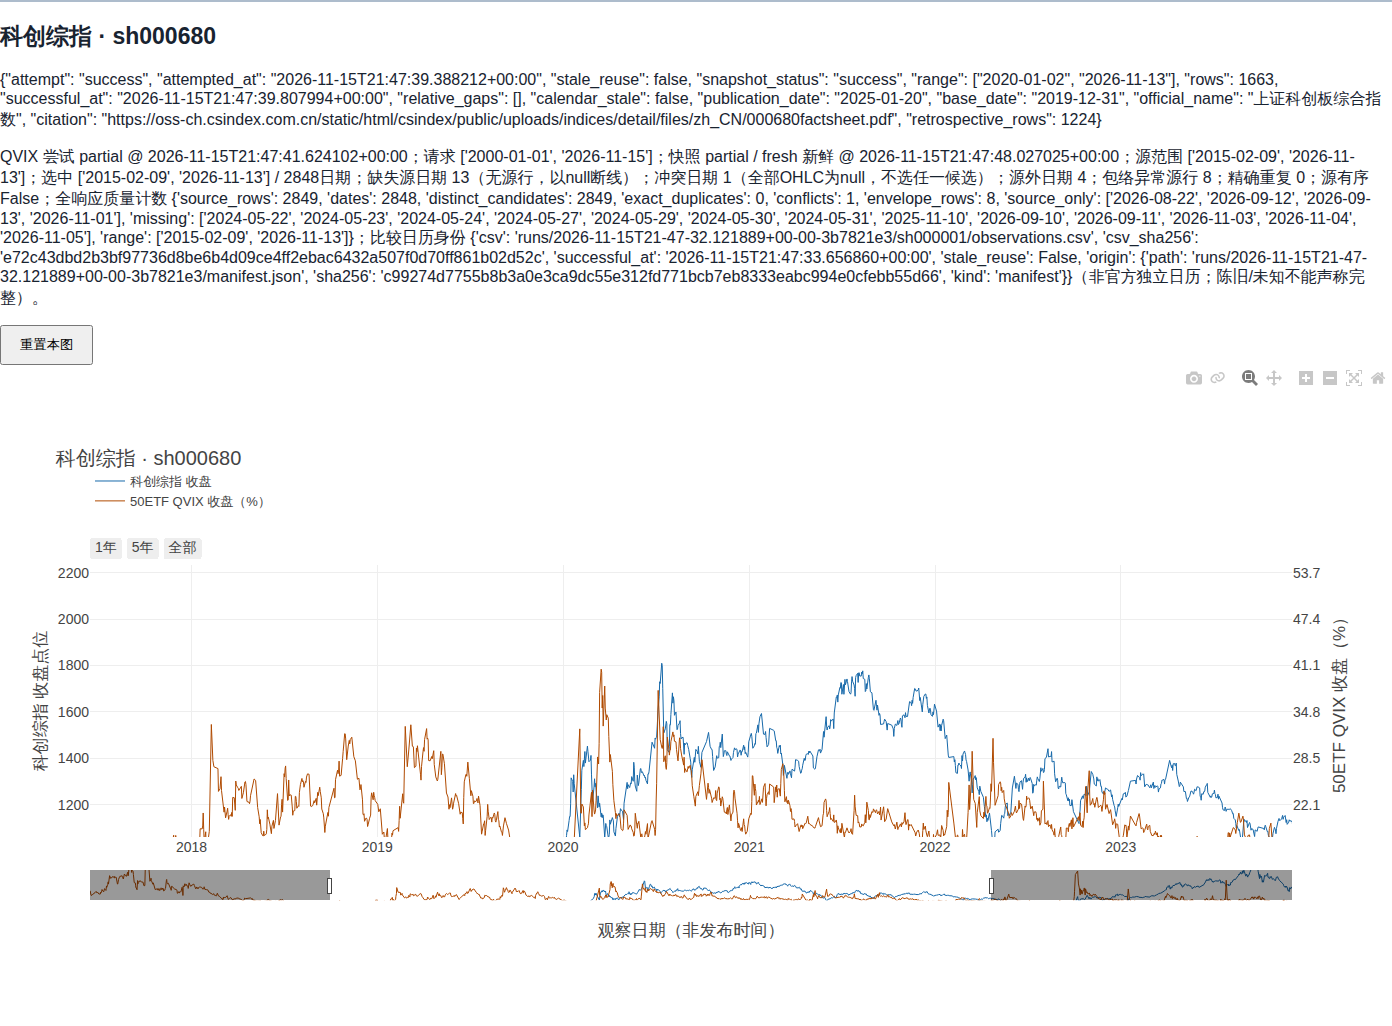 科创综指 · sh000680
{"attempt": "success", "attempted_at": "2026-11-15T21:47:39.388212+00:00", "stale_reuse": false, "snapshot_status": "success", "range": ["2020-01-02", "2026-11-13"], "rows": 1663,
"successful_at": "2026-11-15T21:47:39.807994+00:00", "relative_gaps": [], "calendar_stale": false, "publication_date": "2025-01-20", "base_date": "2019-12-31", "official_name": "上证科创板综合指
数", "citation": "https://oss-ch.csindex.com.cn/static/html/csindex/public/uploads/indices/detail/files/zh_CN/000680factsheet.pdf", "retrospective_rows": 1224}
QVIX 尝试 partial @ 2026-11-15T21:47:41.624102+00:00；请求 ['2000-01-01', '2026-11-15']；快照 partial / fresh 新鲜 @ 2026-11-15T21:47:48.027025+00:00；源范围 ['2015-02-09', '2026-11-
13']；选中 ['2015-02-09', '2026-11-13'] / 2848日期；缺失源日期 13（无源行，以null断线）；冲突日期 1（全部OHLC为null，不选任一候选）；源外日期 4；包络异常源行 8；精确重复 0；源有序
False；全响应质量计数 {'source_rows': 2849, 'dates': 2848, 'distinct_candidates': 2849, 'exact_duplicates': 0, 'conflicts': 1, 'envelope_rows': 8, 'source_only': ['2026-08-22', '2026-09-12', '2026-09-
13', '2026-11-01'], 'missing': ['2024-05-22', '2024-05-23', '2024-05-24', '2024-05-27', '2024-05-29', '2024-05-30', '2024-05-31', '2025-11-10', '2026-09-10', '2026-09-11', '2026-11-03', '2026-11-04',
'2026-11-05'], 'range': ['2015-02-09', '2026-11-13']}；比较日历身份 {'csv': 'runs/2026-11-15T21-47-32.121889+00-00-3b7821e3/sh000001/observations.csv', 'csv_sha256':
'e72c43dbd2b3bf97736d8be6b4d09ce4ff2ebac6432a507f0d70ff861b02d52c', 'successful_at': '2026-11-15T21:47:33.656860+00:00', 'stale_reuse': False, 'origin': {'path': 'runs/2026-11-15T21-47-
32.121889+00-00-3b7821e3/manifest.json', 'sha256': 'c99274d7755b8b3a0e3ca9dc55e312fd771bcb7eb8333eabc994e0cfebb55d66', 'kind': 'manifest'}}（非官方独立日历；陈旧/未知不能声称完
整）。
重置本图
科创综指 · sh000680
科创综指 收盘
50ETF QVIX 收盘（%）
1年 5年 全部
2200 53.7
2000 47.4
1800 41.1
1600 34.8
1400 28.5
1200 22.1
科创综指 收盘点位
50ETF QVIX 收盘（%）
2018 2019 2020 2021 2022 2023
观察日期（非发布时间）